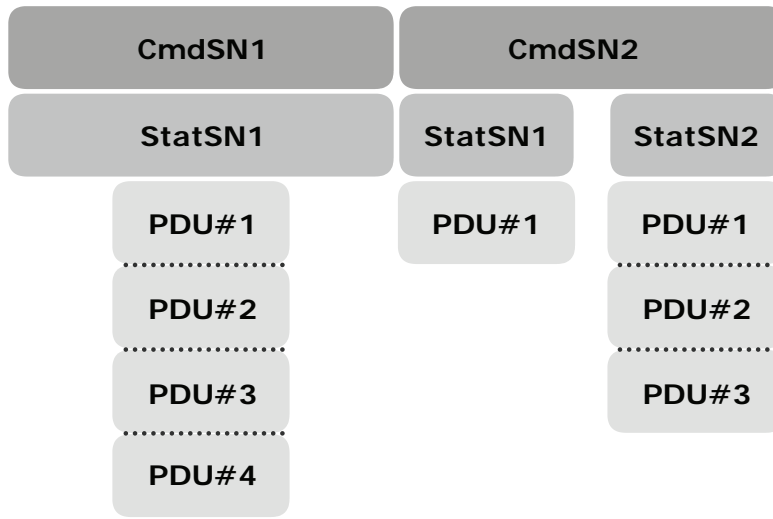 CmdSN1 CmdSN2
StatSN1 StatSN1 StatSN2
PDU#1 PDU#1 PDU#1
PDU#2 PDU#2
PDU#3 PDU#3
PDU#4